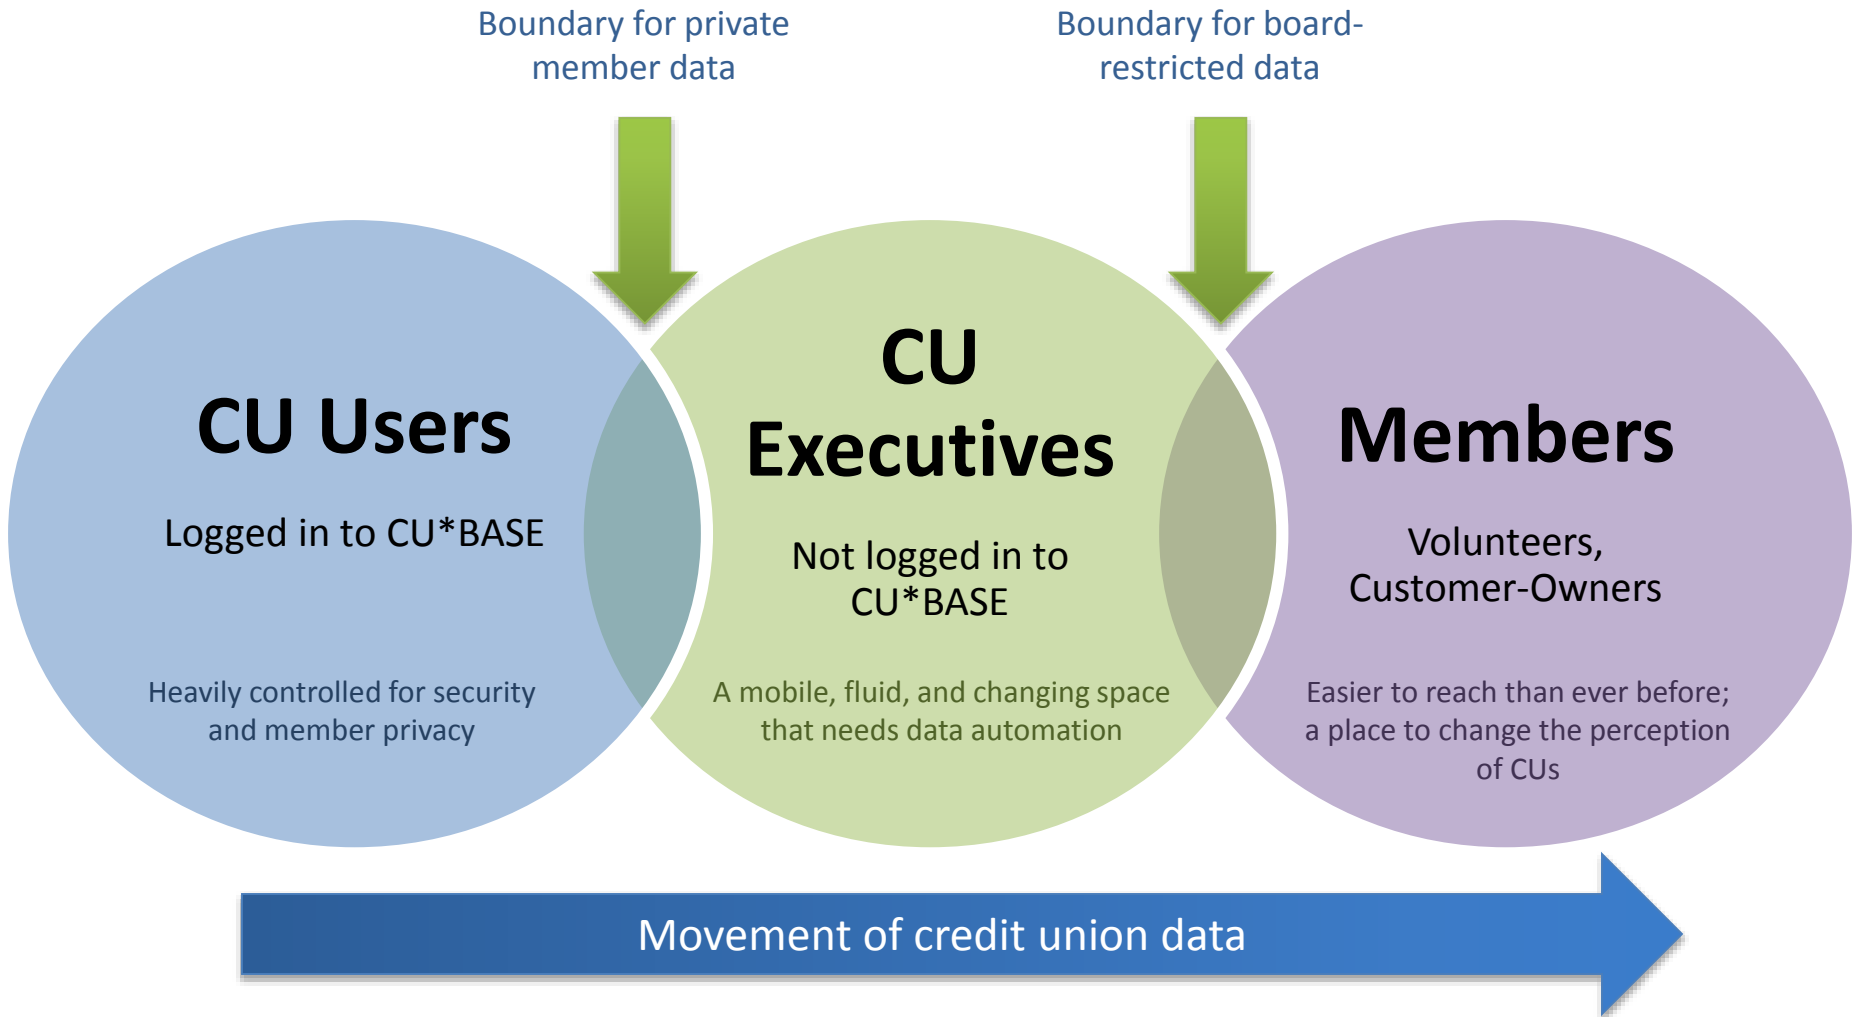 Boundary for private
member data
Boundary for board-
restricted data
CU Users
Logged in to CU*BASE
Heavily controlled for security
and member privacy
CU
Executives
Not logged in to
CU*BASE
A mobile, fluid, and changing space
that needs data automation
Members
Volunteers,
Customer-Owners
Easier to reach than ever before;
a place to change the perception
of CUs
Movement of credit union data